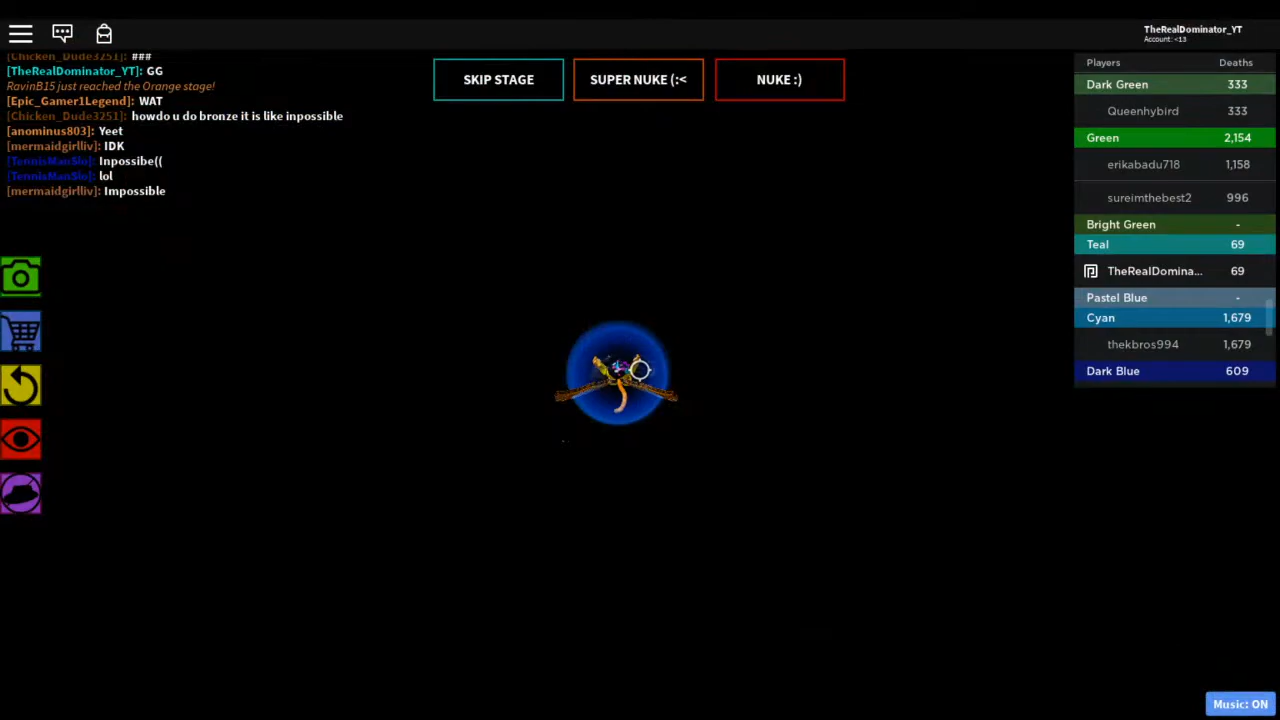 TheRealDominator_YT
Account: <13
[Chicken_Dude3251]: ###
[TheRealDominator_YT]: GG
RavinB15 just reached the Orange stage!
[Epic_Gamer1Legend]: WAT
[Chicken_Dude3251]: howdo u do bronze it is like inpossible
[anominus803]: Yeet
[mermaidgirlliv]: IDK
[TennisManSlo]: Inpossibe((
[TennisManSlo]: lol
[mermaidgirlliv]: Impossible
SKIP STAGE
SUPER NUKE (:<
NUKE :)
Players Deaths
Dark Green 333
Queenhybird 333
Green 2,154
erikabadu718 1,158
sureimthebest2 996
Bright Green -
Teal 69
TheRealDomina... 69
Pastel Blue -
Cyan 1,679
thekbros994 1,679
Dark Blue 609
Music: ON